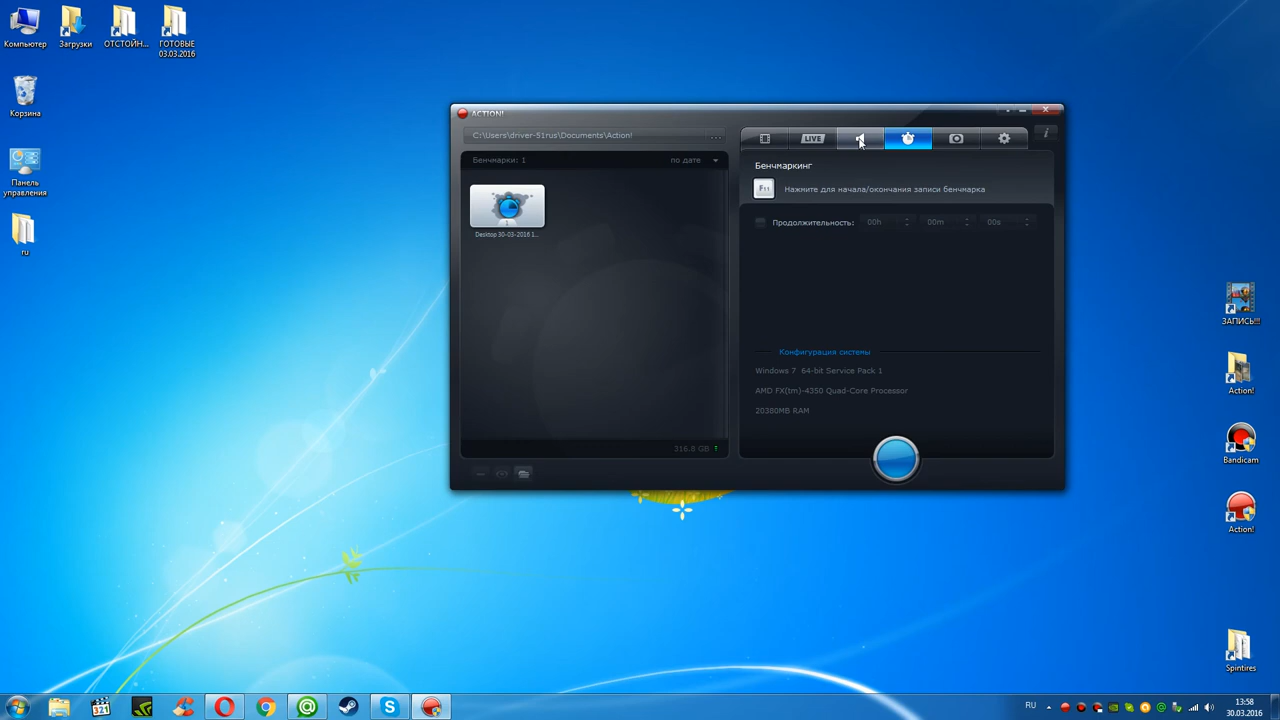 Компьютер
Загрузки
ОТСТОЙН...
ГОТОВЫЕ
03.03.2016
Корзина
Панель
управления
ru
ACTION!
C:\Users\driver-51rus\Documents\Action!
...
LIVE
i
Бенчмарки: 1
по дате
Бенчмаркинг
F11
Нажмите для начала/окончания записи бенчмарка
Desktop 30-03-2016 1...
Продолжительность:
00h
00m
00s
Конфигурация системы
Windows 7 64-bit Service Pack 1
AMD FX(tm)-4350 Quad-Core Processor
20380MB RAM
316.8 GB
ЗАПИСЬ!!!
Action!
Bandicam
Action!
Spintires
321
RU
13:58
30.03.2016